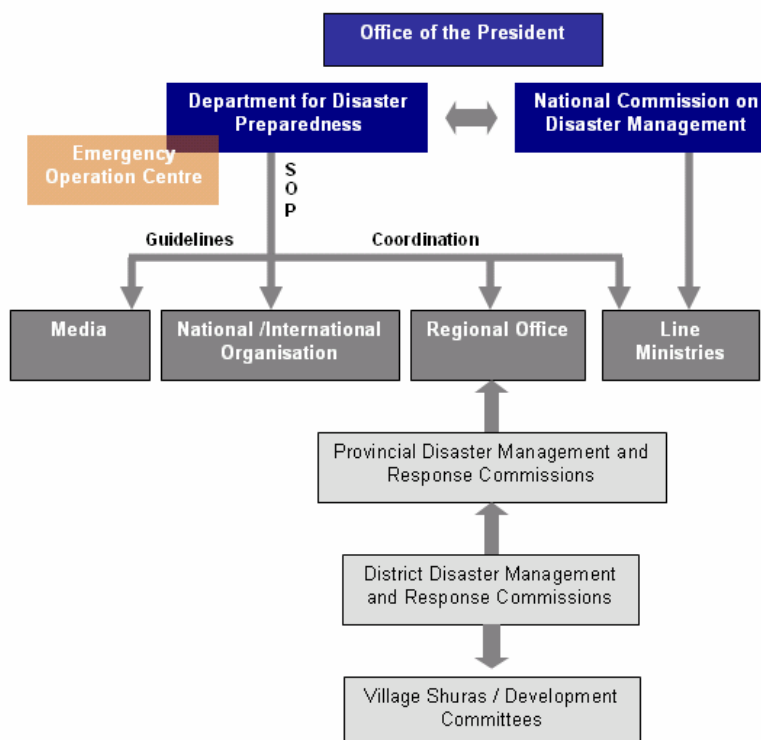 Office of the President
Department for Disaster
Preparedness
National Commission on
Disaster Management
Emergency
Operation Centre
S
O
P
Guidelines
Coordination
Media
National /International
Organisation
Regional Office
Line
Ministries
Provincial Disaster Management and
Response Commissions
District Disaster Management
and Response Commissions
Village Shuras / Development
Committees